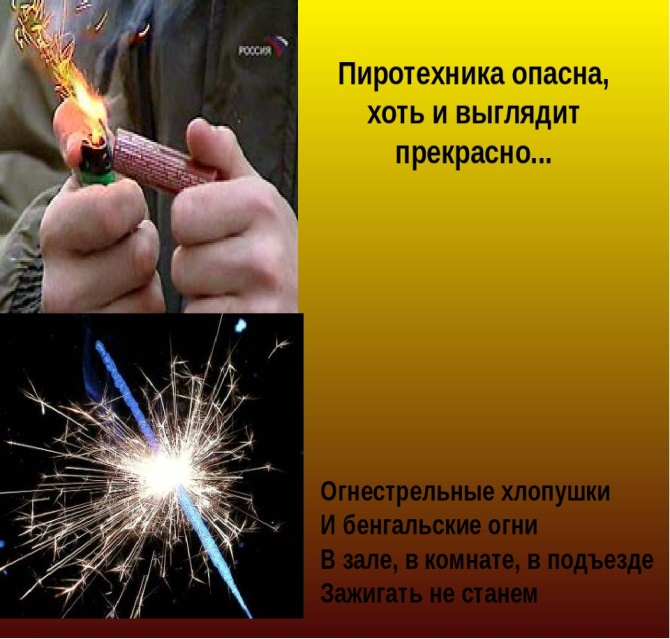 РОССИЯ
Пиротехника опасна,
хоть и выглядит
прекрасно...
Огнестрельные хлопушки
И бенгальские огни
В зале, в комнате, в подъезде
Зажигать не станем